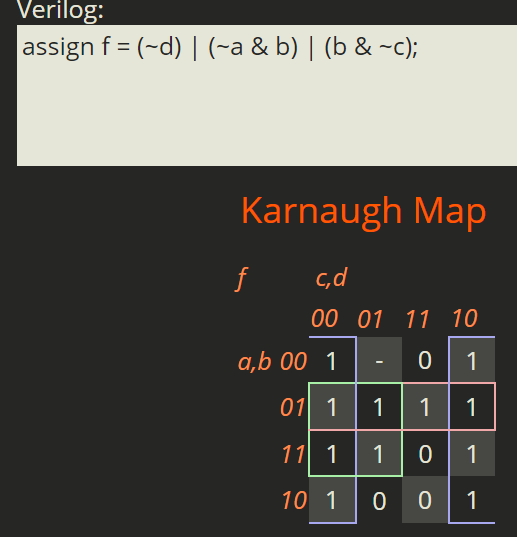 Verilog:
assign f = (~d) | (~a & b) | (b & ~c);
Karnaugh Map
f c,d
00 01 11 10
a,b 00 1 - 0 1
01 1 1 1 1
11 1 1 0 1
10 1 0 0 1